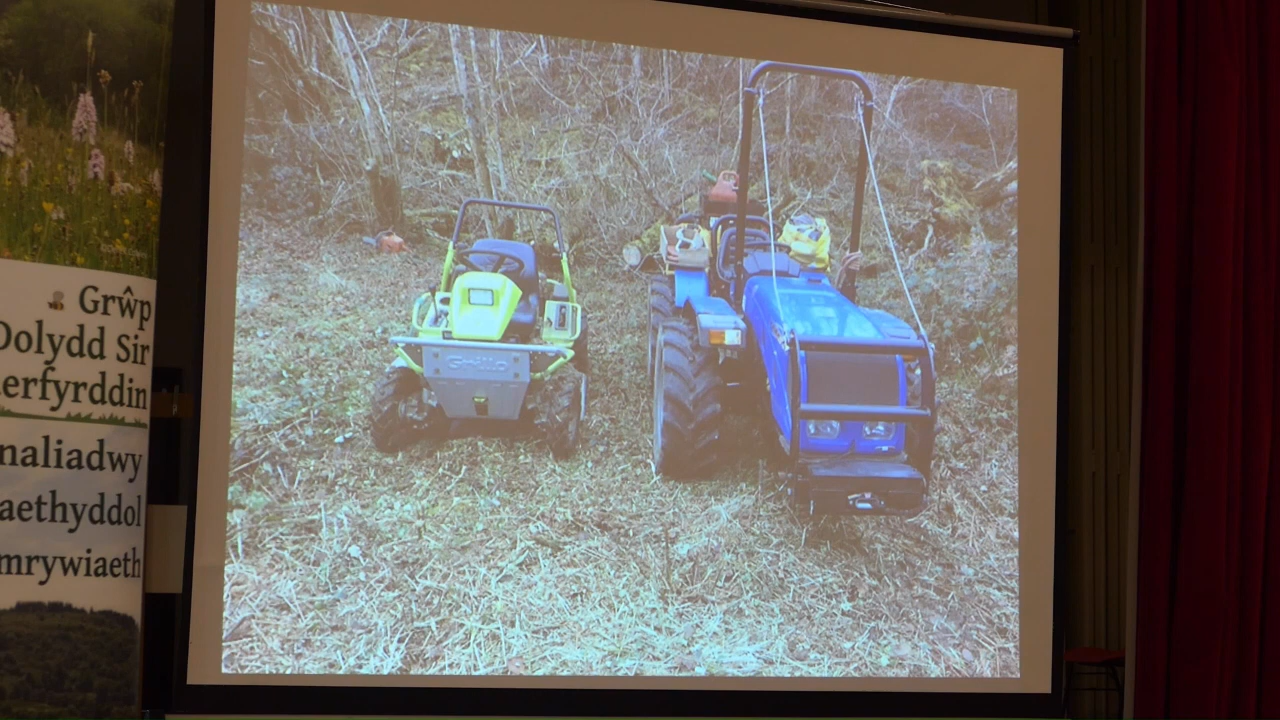 Grŵp
Dolydd Sir
erfyrddin
naliadwy
aethyddol
mrywiaeth
Grillo